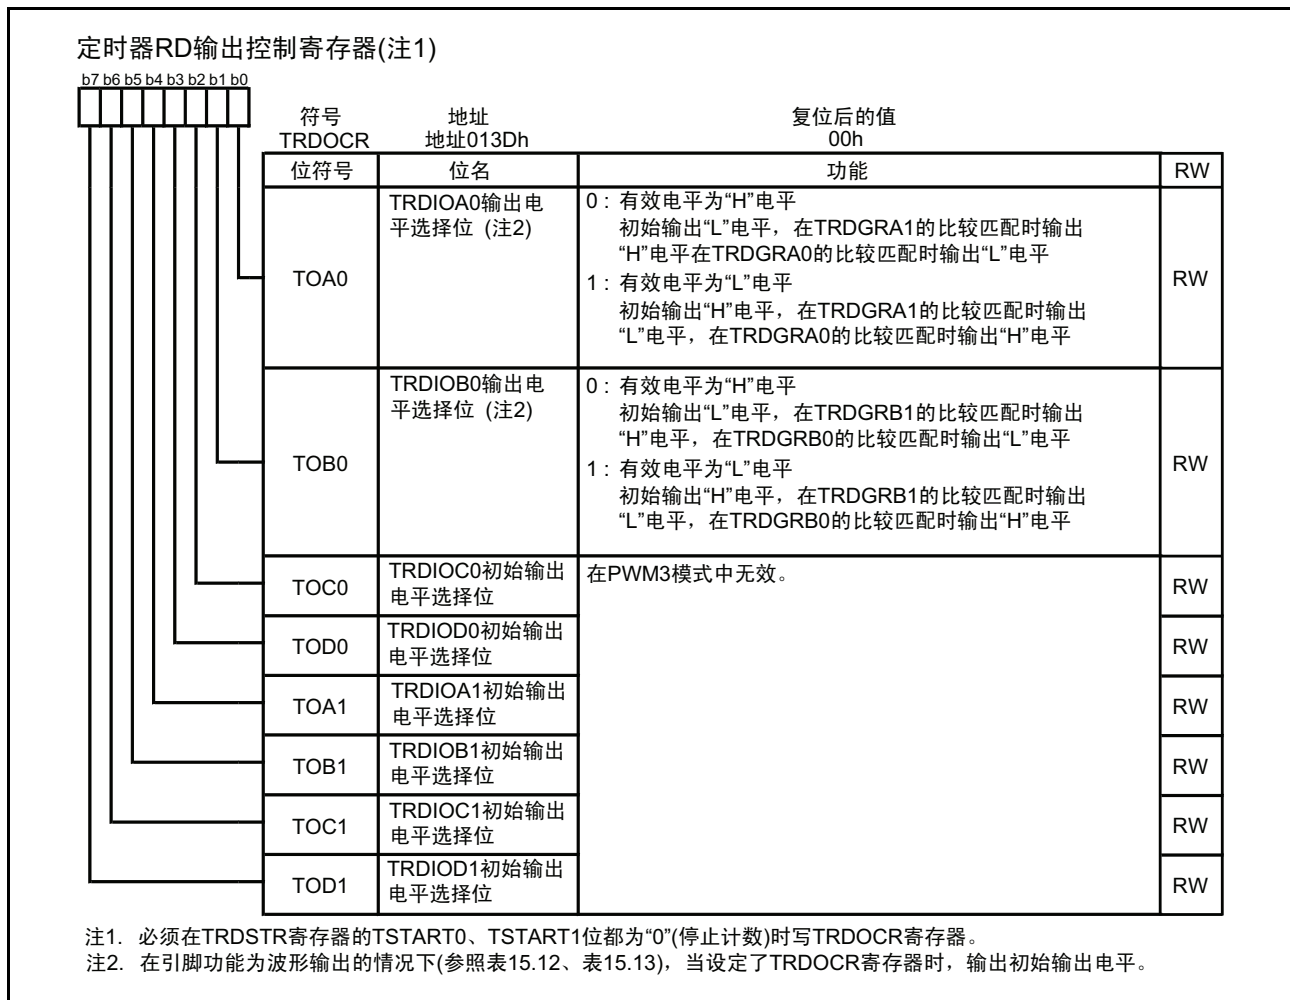 定时器RD输出控制寄存器(注1)
b7 b6 b5 b4 b3 b2 b1 b0
符号 地址 复位后的值
TRDOCR 地址013Dh 00h
位符号 位名 功能 RW
TRDIOA0输出电
平选择位 (注2)
TOA0
0：有效电平为“H”电平
初始输出“L”电平，在TRDGRA1的比较匹配时输出
“H”电平在TRDGRA0的比较匹配时输出“L”电平
1：有效电平为“L”电平
初始输出“H”电平，在TRDGRA1的比较匹配时输出
“L”电平，在TRDGRA0的比较匹配时输出“H”电平
RW
TRDIOB0输出电
平选择位 (注2)
TOB0
0：有效电平为“H”电平
初始输出“L”电平，在TRDGRB1的比较匹配时输出
“H”电平，在TRDGRB0的比较匹配时输出“L”电平
1：有效电平为“L”电平
初始输出“H”电平，在TRDGRB1的比较匹配时输出
“L”电平，在TRDGRB0的比较匹配时输出“H”电平
RW
TOC0
TRDIOC0初始输出
电平选择位
在PWM3模式中无效。
RW
TOD0
TRDIOD0初始输出
电平选择位
RW
TOA1
TRDIOA1初始输出
电平选择位
RW
TOB1
TRDIOB1初始输出
电平选择位
RW
TOC1
TRDIOC1初始输出
电平选择位
RW
TOD1
TRDIOD1初始输出
电平选择位
RW
注1. 必须在TRDSTR寄存器的TSTART0、TSTART1位都为“0”(停止计数)时写TRDOCR寄存器。
注2. 在引脚功能为波形输出的情况下(参照表15.12、表15.13)，当设定了TRDOCR寄存器时，输出初始输出电平。